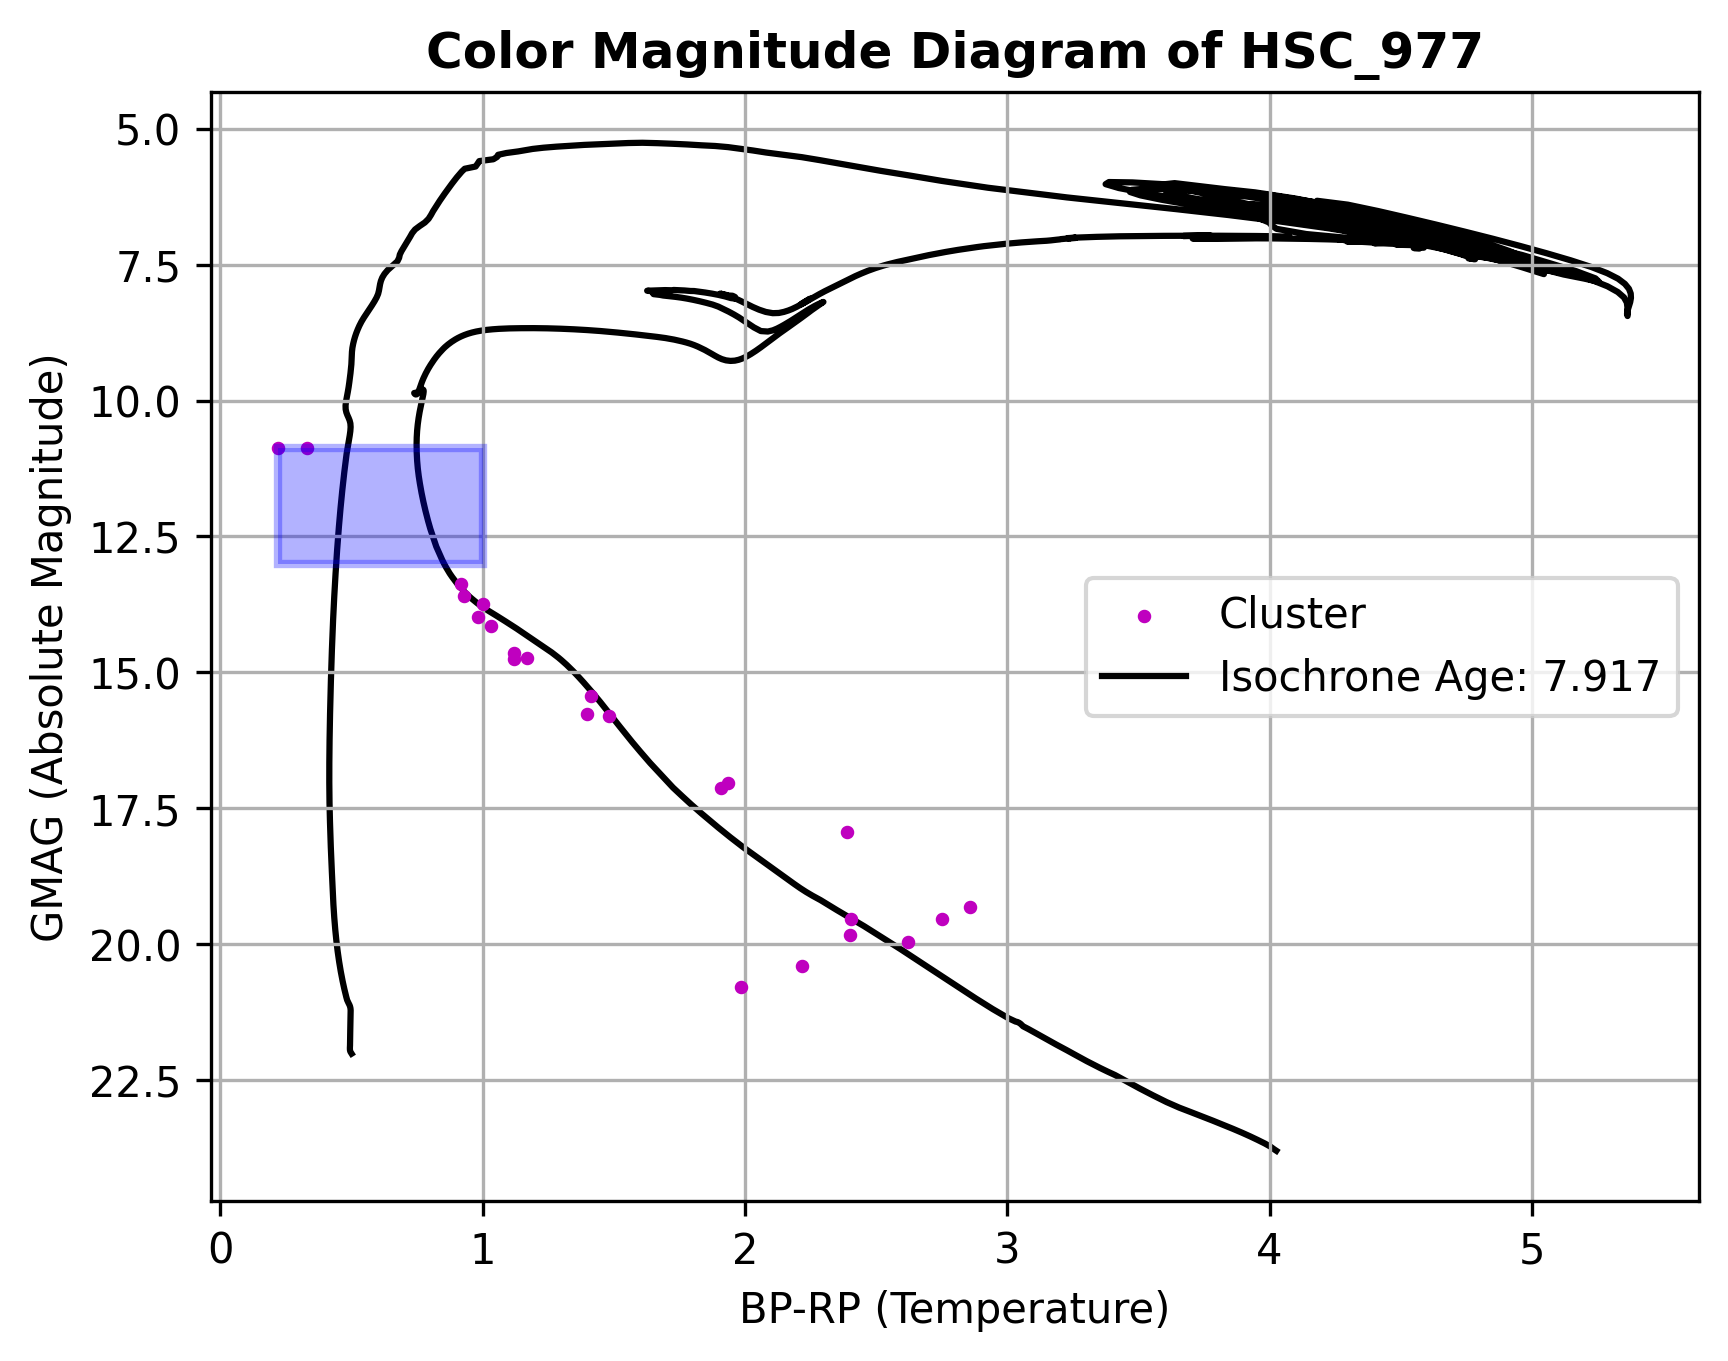 Color Magnitude Diagram of HSC_977
GMAG (Absolute Magnitude)
5.0
7.5
10.0
12.5
15.0
17.5
20.0
22.5
Cluster
Isochrone Age: 7.917
0 1 2 3 4 5
BP-RP (Temperature)